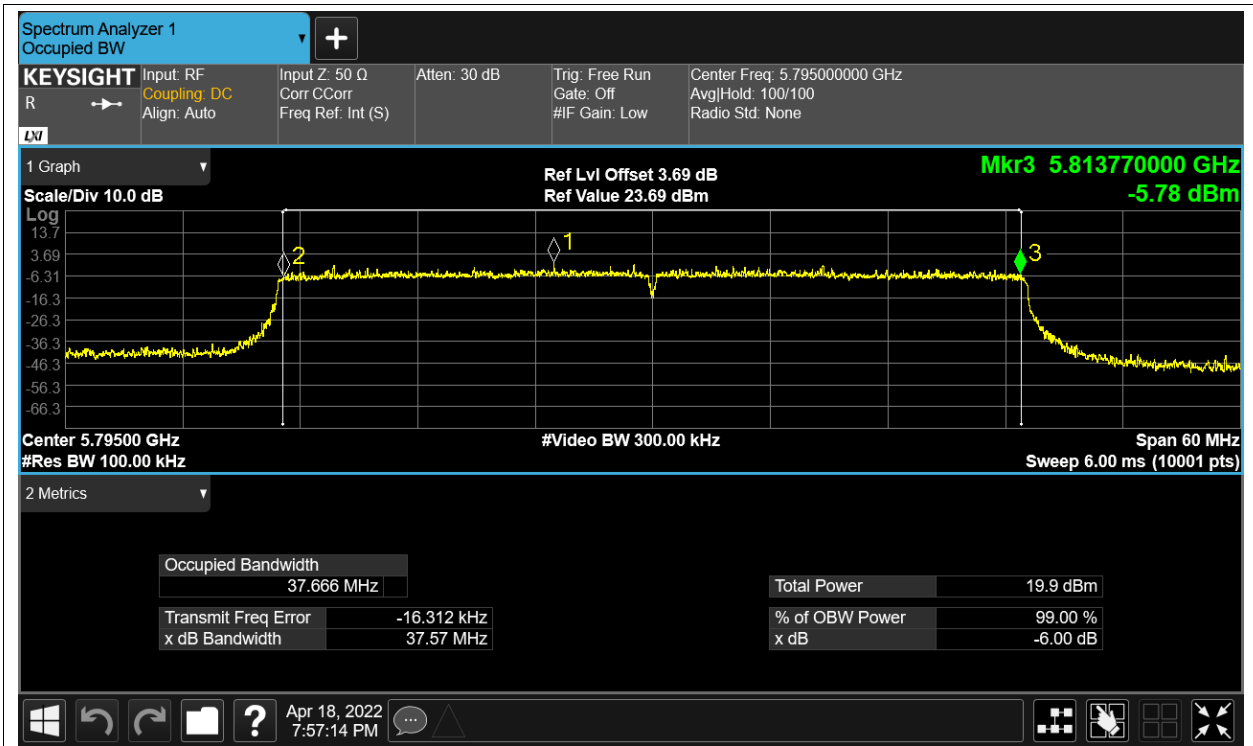 Spectrum Analyzer 1
Occupied BW
KEYSIGHT
R
LXI
Input: RF
Coupling: DC
Align: Auto
Input Z: 50 Ω
Corr CCorr
Freq Ref: Int (S)
Atten: 30 dB
Trig: Free Run
Gate: Off
#IF Gain: Low
Center Freq: 5.795000000 GHz
Avg|Hold: 100/100
Radio Std: None
1 Graph
Scale/Div 10.0 dB
Ref Lvl Offset 3.69 dB
Ref Value 23.69 dBm
Mkr3 5.813770000 GHz
-5.78 dBm
Log
13.7
3.69
-6.31
-16.3
-26.3
-36.3
-46.3
-56.3
-66.3
2
1
3
Center 5.79500 GHz
#Video BW 300.00 kHz
Span 60 MHz
#Res BW 100.00 kHz
Sweep 6.00 ms (10001 pts)
2 Metrics
Occupied Bandwidth
37.666 MHz
Transmit Freq Error -16.312 kHz
x dB Bandwidth 37.57 MHz
Total Power 19.9 dBm
% of OBW Power 99.00 %
x dB -6.00 dB
?
Apr 18, 2022
7:57:14 PM